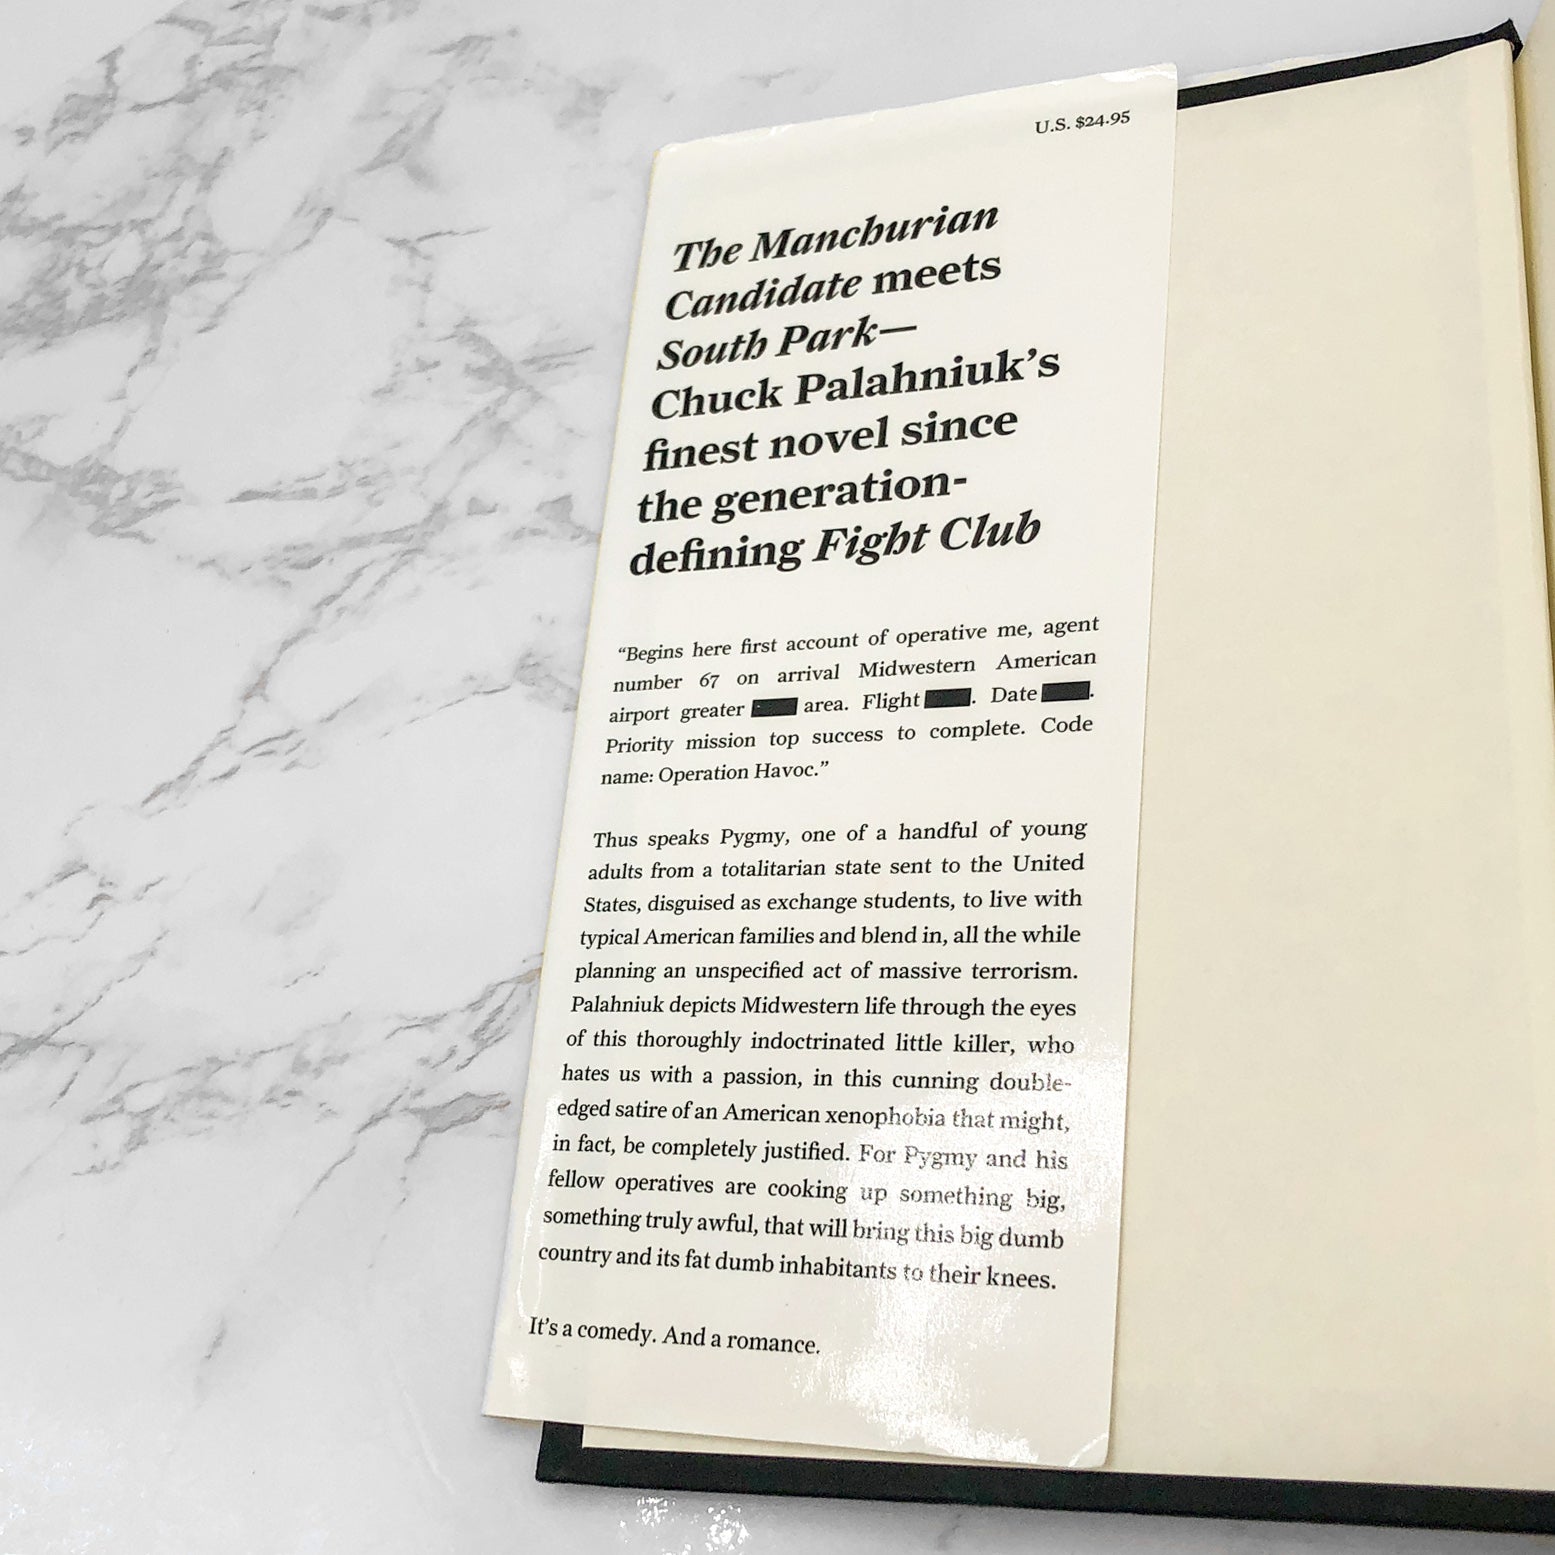 U.S. $24.95
The Manchurian
Candidate meets
South Park—
Chuck Palahniuk’s
finest novel since
the generation-
defining Fight Club
“Begins here first account of operative me, agent
number 67 on arrival Midwestern American
airport greater area. Flight . Date .
Priority mission top success to complete. Code
name: Operation Havoc.”
Thus speaks Pygmy, one of a handful of young
adults from a totalitarian state sent to the United
States, disguised as exchange students, to live with
typical American families and blend in, all the while
planning an unspecified act of massive terrorism.
Palahniuk depicts Midwestern life through the eyes
of this thoroughly indoctrinated little killer, who
hates us with a passion, in this cunning double-
edged satire of an American xenophobia that might,
in fact, be completely justified. For Pygmy and his
fellow operatives are cooking up something big,
something truly awful, that will bring this big dumb
country and its fat dumb inhabitants to their knees.
It’s a comedy. And a romance.